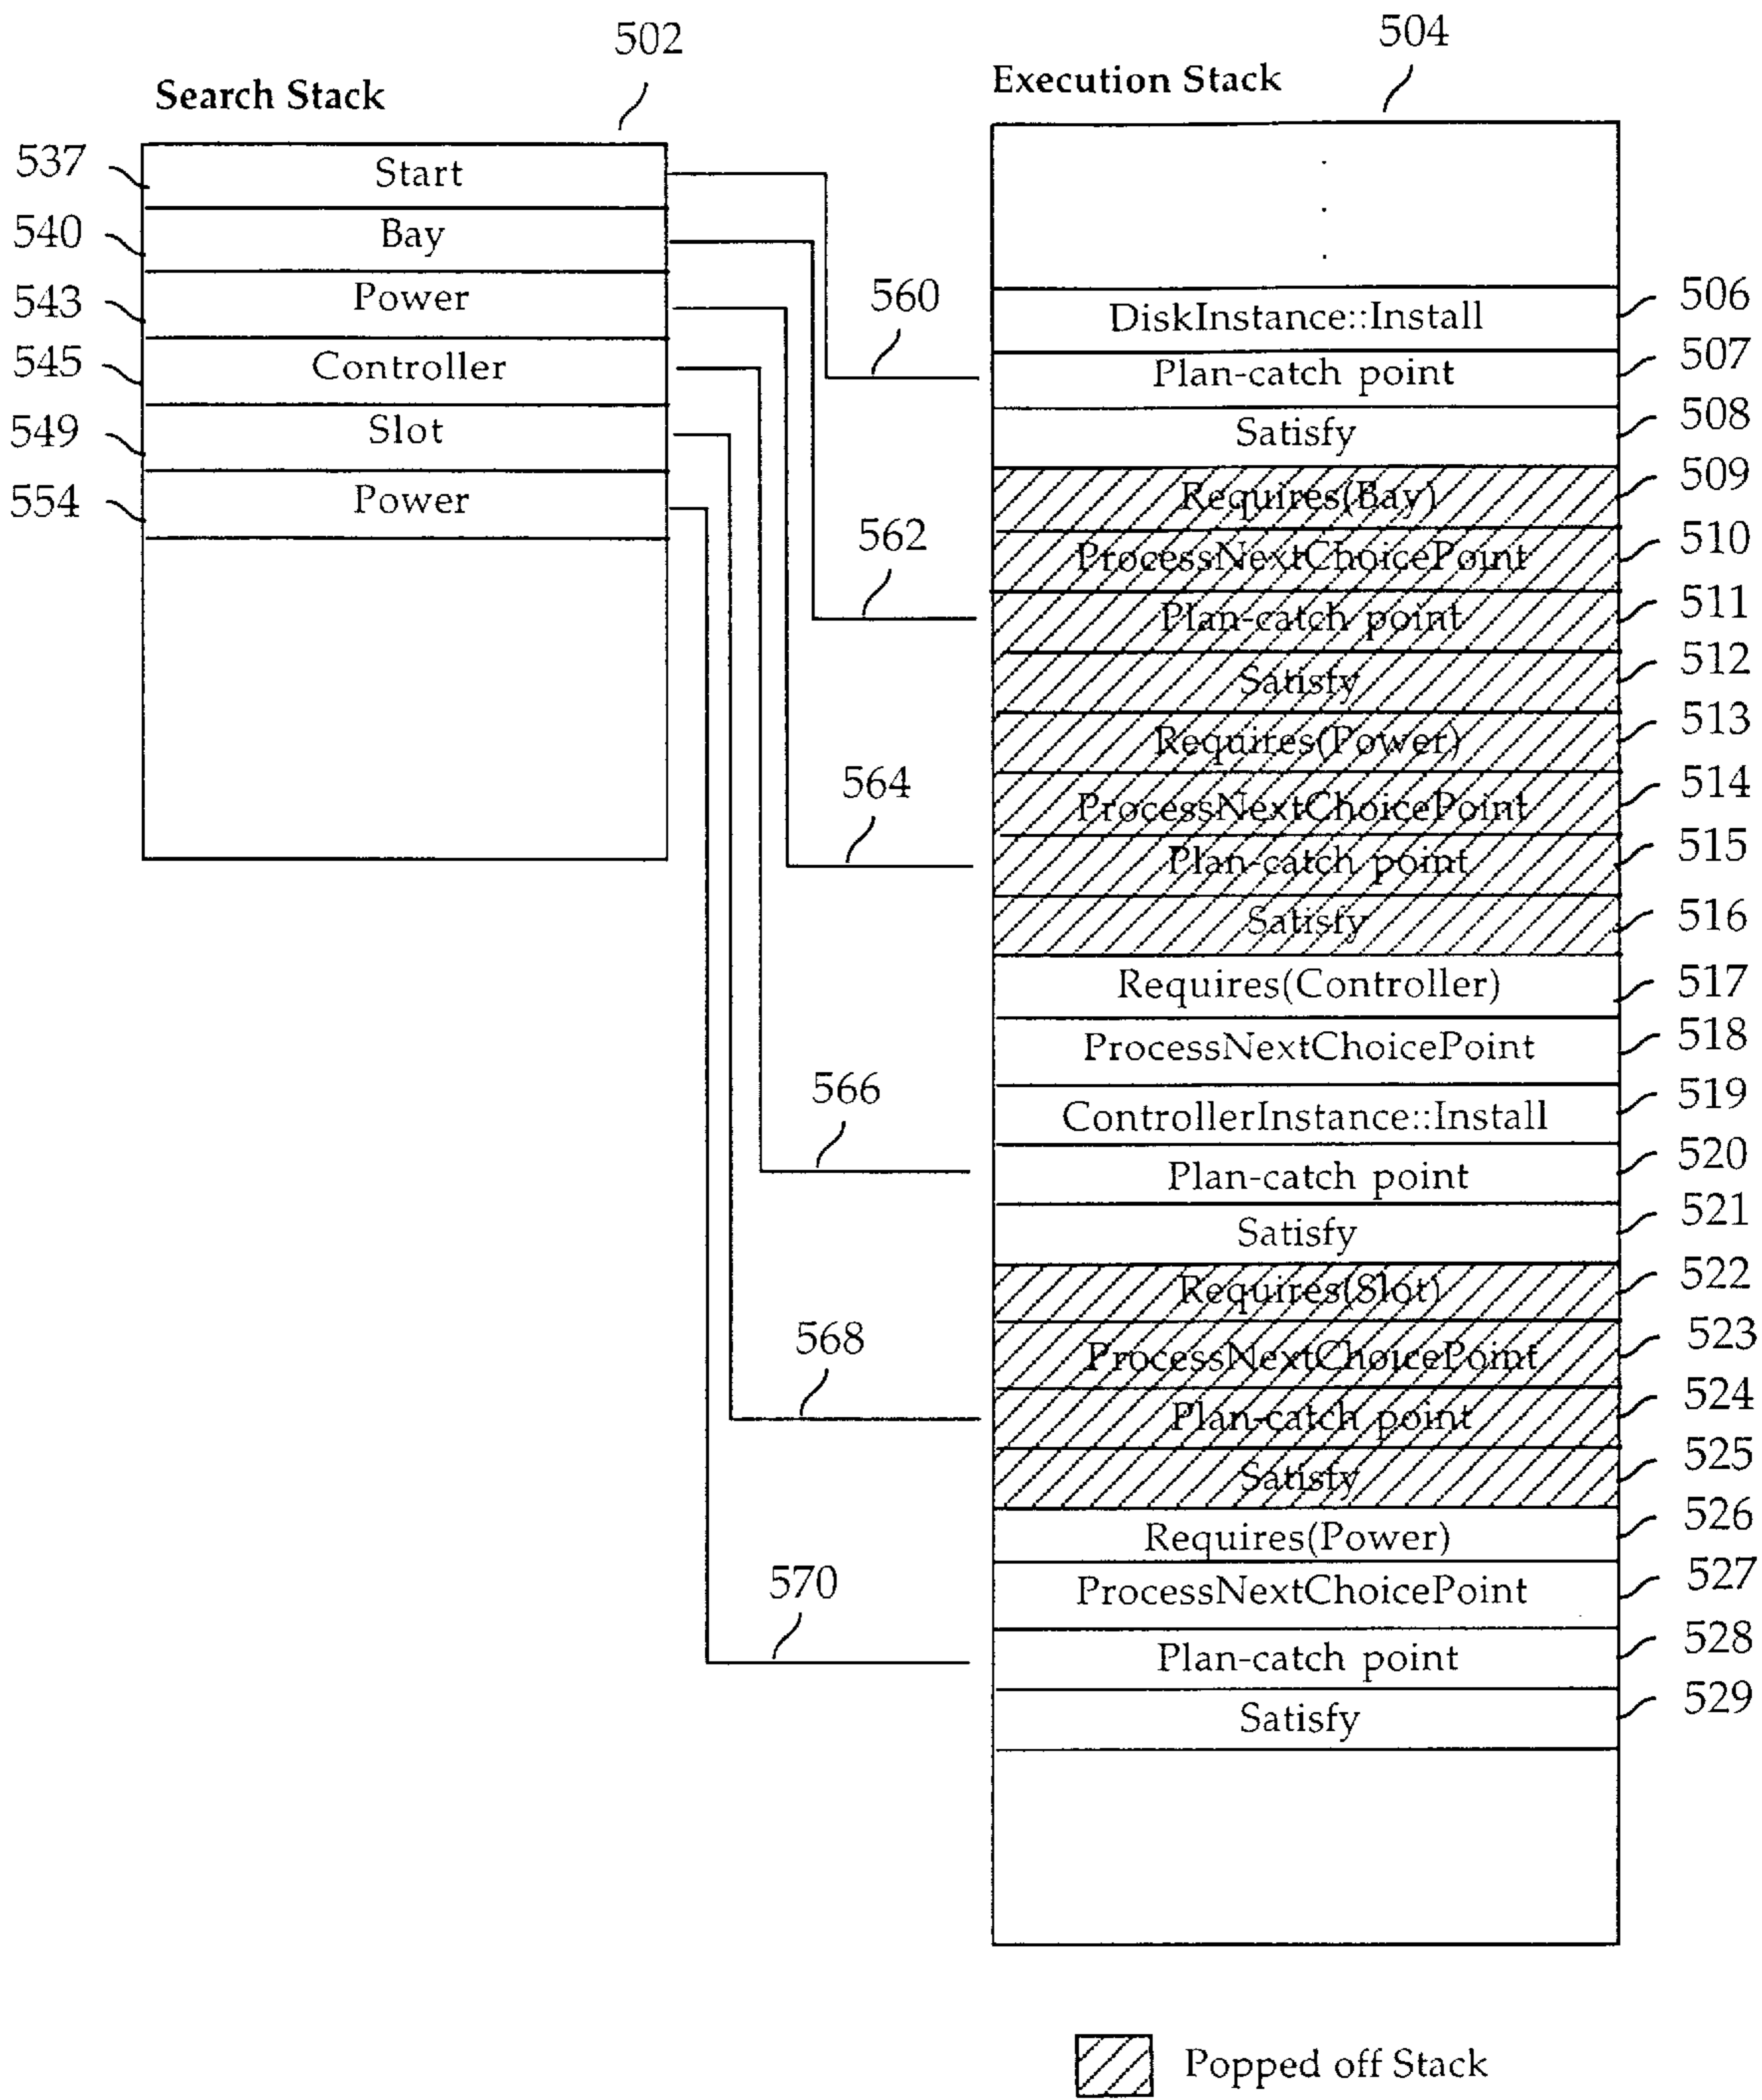 502
Search Stack
537
Start
540
Bay
543
Power
545
Controller
549
Slot
554
Power
560
562
564
566
568
570
504
Execution Stack
.
.
.
DiskInstance::Install
506
Plan-catch point
507
Satisfy
508
Requires(Bay)
509
ProcessNextChoicePoint
510
Plan-catch point
511
Satisfy
512
Requires(Power)
513
ProcessNextChoicePoint
514
Plan-catch point
515
Satisfy
516
Requires(Controller)
517
ProcessNextChoicePoint
518
ControllerInstance::Install
519
Plan-catch point
520
Satisfy
521
Requires(Slot)
522
ProcessNextChoicePoint
523
Plan-catch point
524
Satisfy
525
Requires(Power)
526
ProcessNextChoicePoint
527
Plan-catch point
528
Satisfy
529
Popped off Stack